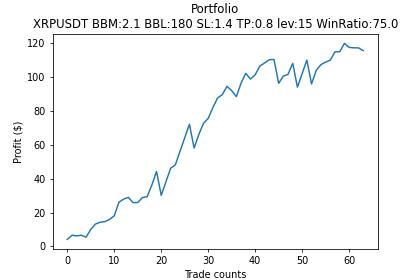 Portfolio
XRPUSDT BBM:2.1 BBL:180 SL:1.4 TP:0.8 lev:15 WinRatio:75.0
120
100
80
60
40
20
0
Profit ($)
0 10 20 30 40 50 60
Trade counts